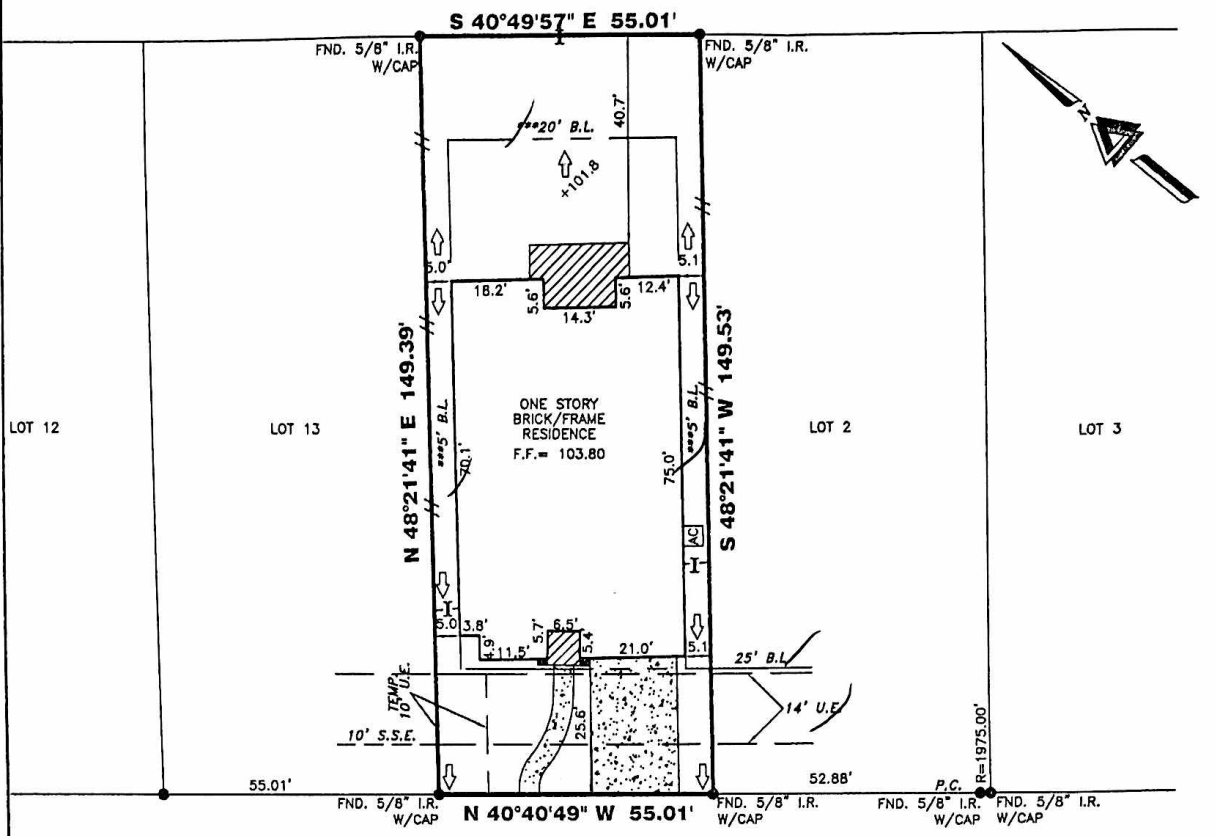 S 40°49'57" E 55.01'
I
FND. 5/8" I.R.
W/CAP
FND. 5/8" I.R.
W/CAP
N
40.7'
***20' B.L.
+101.8
5.0'
5.1
18.2'
5.6'
14.3'
5.6'
12.4'
N 48°21'41" E 149.39'
S 48°21'41" W 149.53'
***5' B.L.
70.1'
ONE STORY
BRICK/FRAME
RESIDENCE
F.F.= 103.80
75.0'
***5' B.L.
LOT 12
LOT 13
LOT 2
LOT 3
AC
I
I
5.0
3.8'
4.9'
11.5'
5.7'
6.5'
5.4
21.0'
5.1
25' B.L.
TEMP.
10' U.E.
14' U.E.
25.6'
10' S.S.E.
R=1975.00'
55.01'
52.88'
P.C.
FND. 5/8" I.R.
W/CAP
N 40°40'49" W 55.01'
FND. 5/8" I.R.
W/CAP
FND. 5/8" I.R.
W/CAP
FND. 5/8" I.R.
W/CAP